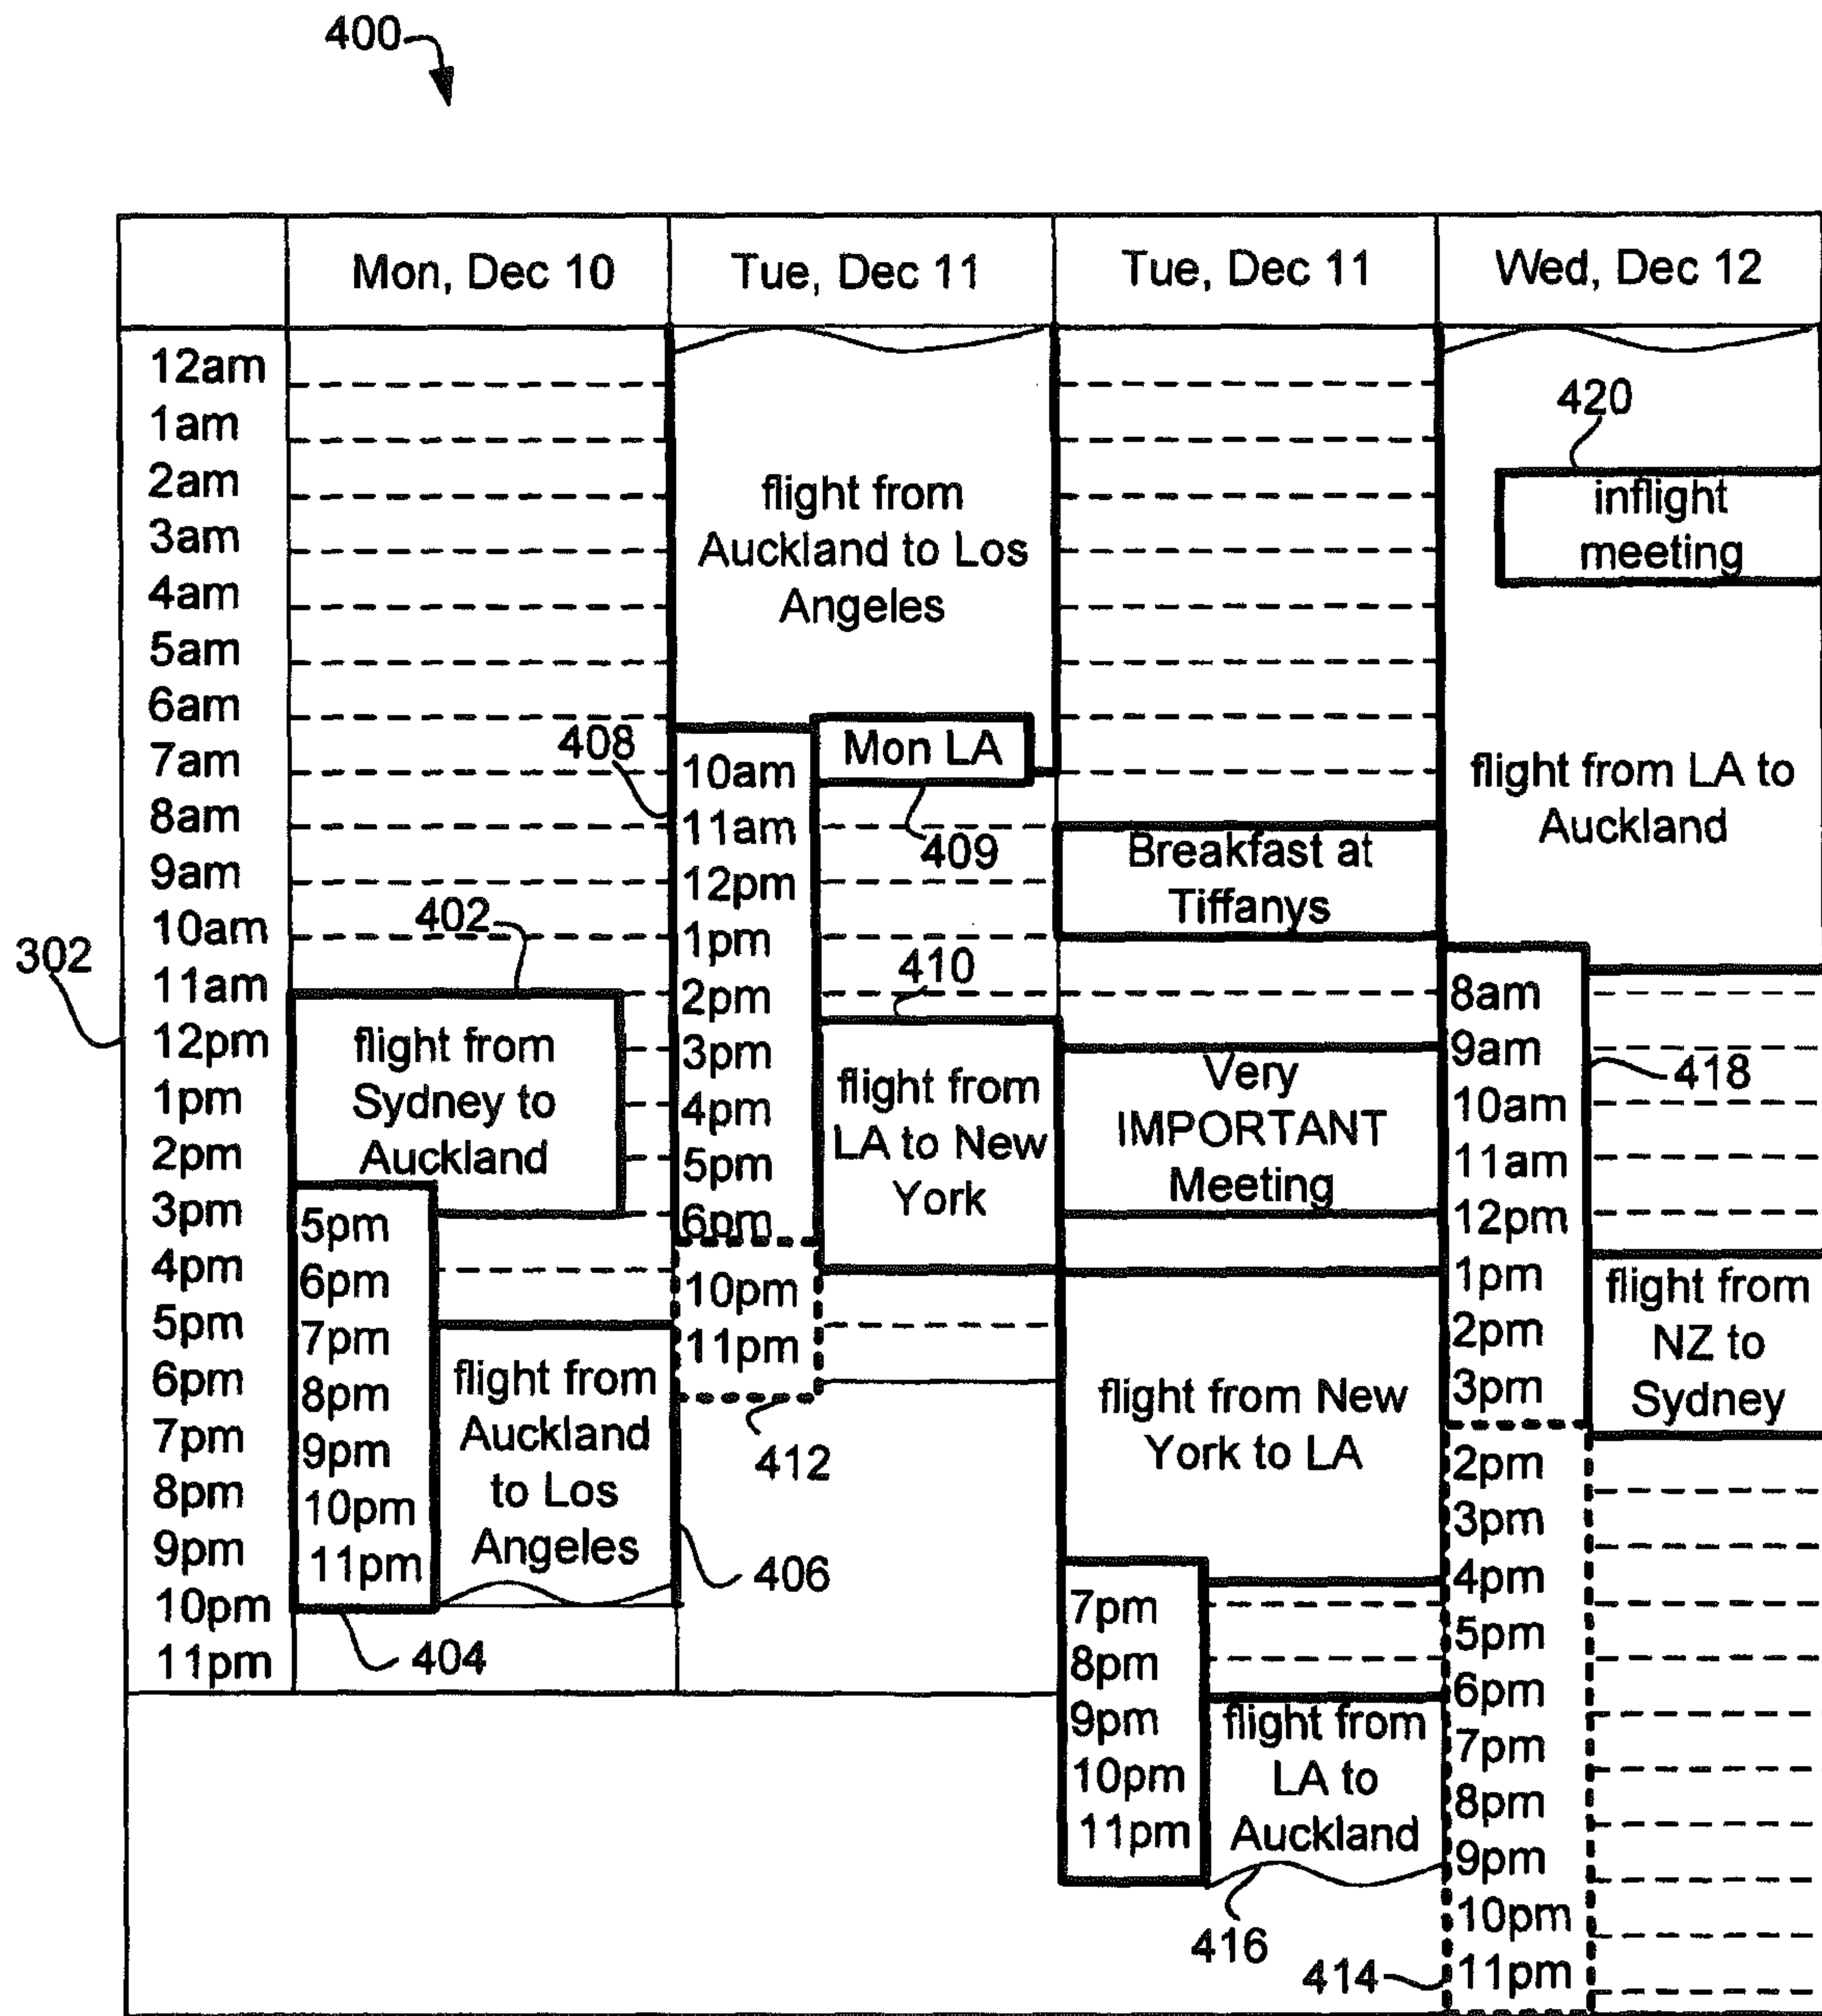 400
Mon, Dec 10
Tue, Dec 11
Tue, Dec 11
Wed, Dec 12
302
12am
1am
2am
3am
4am
5am
6am
7am
8am
9am
10am
11am
12pm
1pm
2pm
3pm
4pm
5pm
6pm
7pm
8pm
9pm
10pm
11pm
402
flight from
Sydney to
Auckland
5pm
6pm
7pm
8pm
9pm
10pm
11pm
404
flight from
Auckland
to Los
Angeles
406
flight from
Auckland to Los
Angeles
408
Mon LA
409
10am
11am
12pm
1pm
2pm
3pm
4pm
5pm
6pm
10pm
11pm
412
410
flight from
LA to New
York
Breakfast at
Tiffanys
Very
IMPORTANT
Meeting
flight from New
York to LA
7pm
8pm
9pm
10pm
11pm
flight from
LA to
Auckland
416
420
inflight
meeting
flight from LA to
Auckland
8am
9am
10am
11am
12pm
1pm
2pm
3pm
418
flight from
NZ to
Sydney
2pm
3pm
4pm
5pm
6pm
7pm
8pm
9pm
10pm
11pm
414